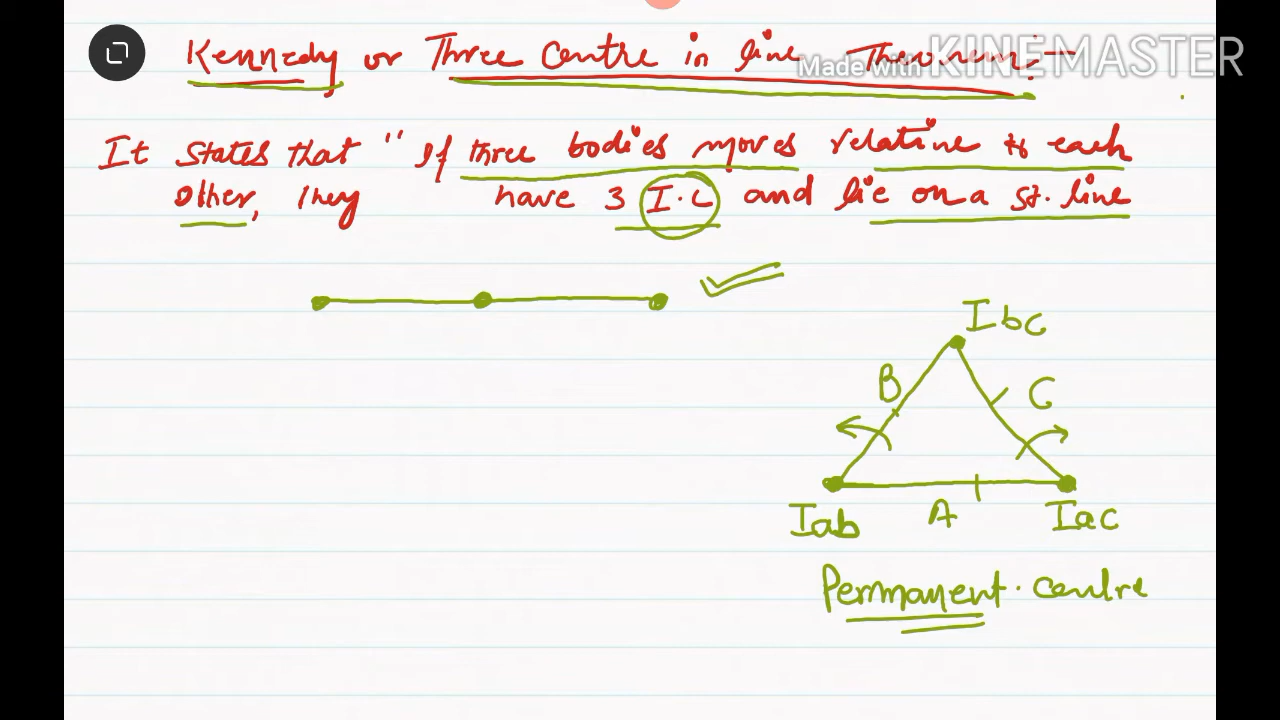 Kennedy or Three Centre in line Theorem:-
Made with KINEMASTER
It states that " If three bodies moves relative to each
other, they have 3 I.C and lie on a st. line
Ibc
B
C
Iab
A
Iac
Permanent. centre